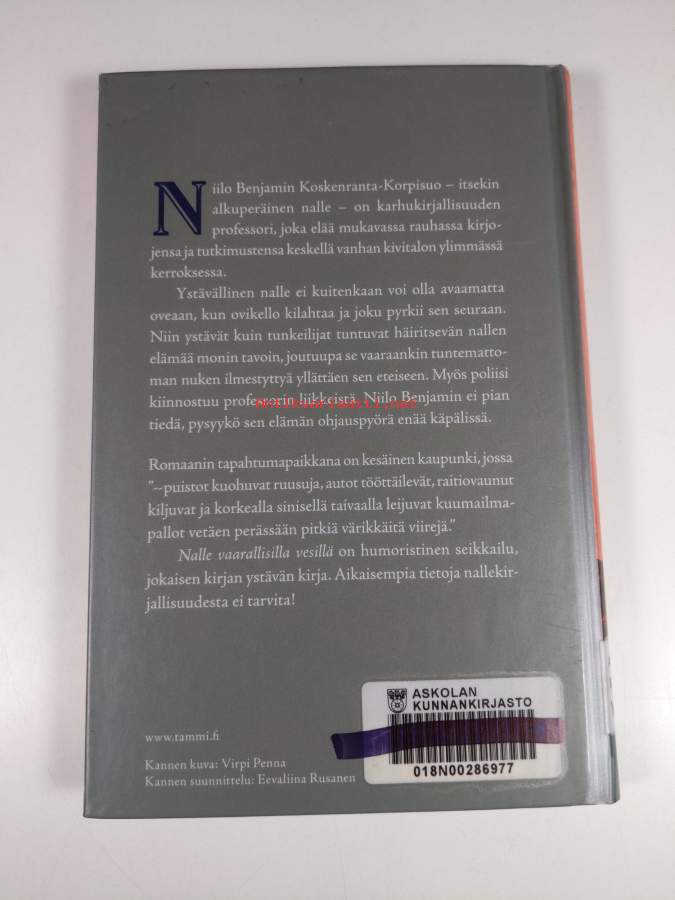 Niilo Benjamin Koskenranta-Korpisuo – itsekin
alkuperäinen nalle – on karhukirjallisuuden
professori, joka elää mukavassa rauhassa kirjo-
jensa ja tutkimustensa keskellä vanhan kivitalon ylimmässä
kerroksessa.
Ystävällinen nalle ei kuitenkaan voi olla avaamatta
oveaan, kun ovikello kilahtaa ja joku pyrkii sen seuraan.
Niin ystävät kuin tunkeilijat tuntuvat häiritsevän nallen
elämää monin tavoin, joutuupa se vaaraankin tuntematto-
man nuken ilmestyttyä yllättäen sen eteiseen. Myös poliisi
kiinnostuu professorin liikkeistä. Niilo Benjamin ei pian
tiedä, pysyykö sen elämän ohjauspyörä enää käpälissä.
Romaanin tapahtumapaikkana on kesäinen kaupunki, jossa
"--puistot kuohuvat ruusuja, autot tööttäilevät, raitiovaunut
kiljuvat ja korkealla sinisellä taivaalla leijuvat kuumailma-
pallot vetäen perässään pitkiä värikkäitä viirejä."
Nalle vaarallisilla vesillä on humoristinen seikkailu,
jokaisen kirjan ystävän kirja. Aikaisempia tietoja nallekir-
jallisuudesta ei tarvita!
ASKOLAN
KUNNANKIRJASTO
018N00286977
www.tammi.fi
Kannen kuva: Virpi Penna
Kannen suunnittelu: Eevaliina Rusanen